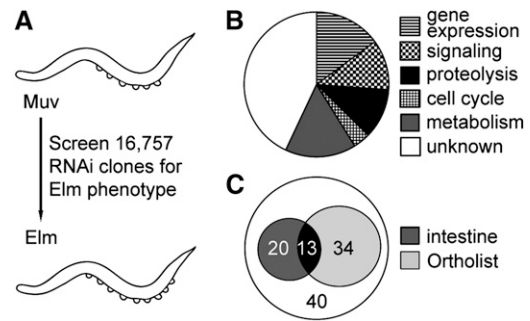 A
Muv
Screen 16,757
RNAi clones for
Elm phenotype
Elm
B
gene
expression
signaling
proteolysis
cell cycle
metabolism
unknown
C
20 13 34
40
intestine
Ortholist